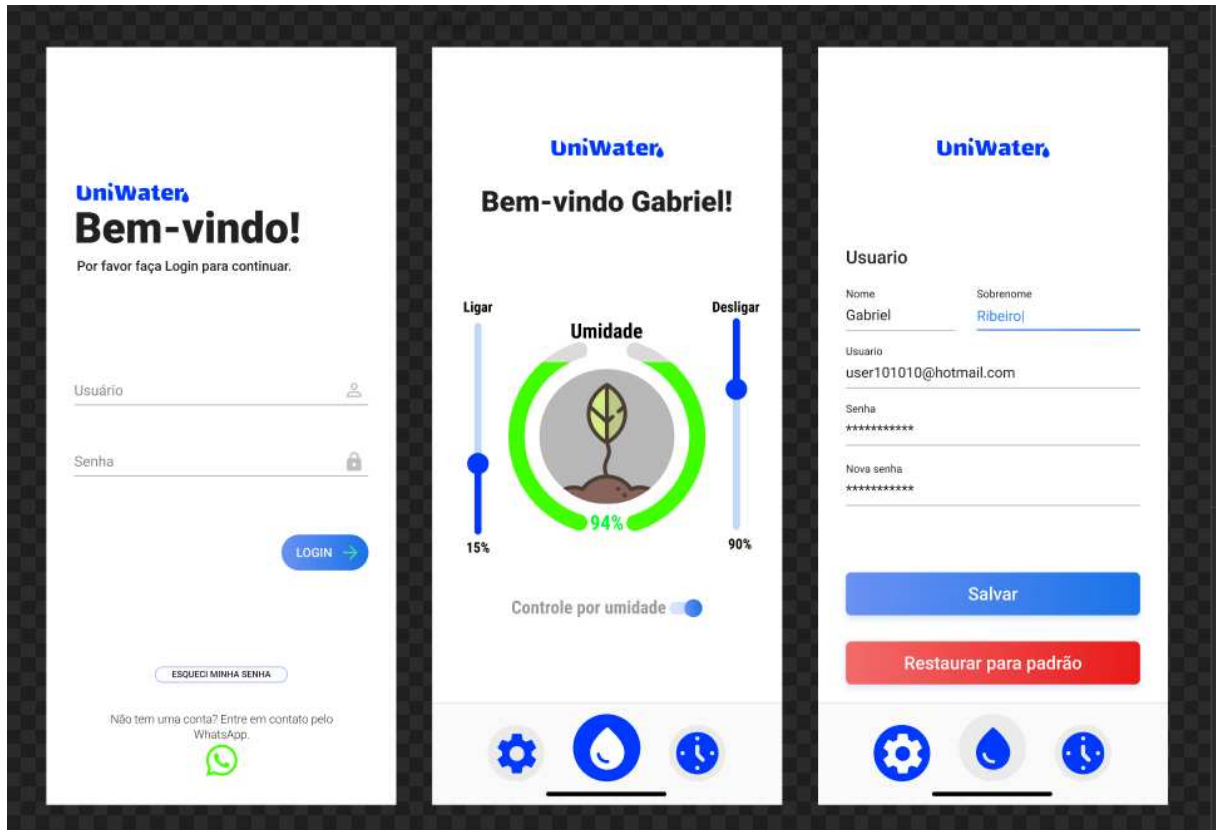 UniWater
Bem-vindo!
Por favor faça Login para continuar.
Usuário
Senha
LOGIN
ESQUECI MINHA SENHA
Não tem uma conta? Entre em contato pelo
WhatsApp.
UniWater
Bem-vindo Gabriel!
Ligar
Desligar
Umidade
94%
15%
90%
Controle por umidade
UniWater
Usuario
Nome
Sobrenome
Gabriel
Ribeiro
Usuario
user101010@hotmail.com
Senha
***********
Nova senha
***********
Salvar
Restaurar para padrão